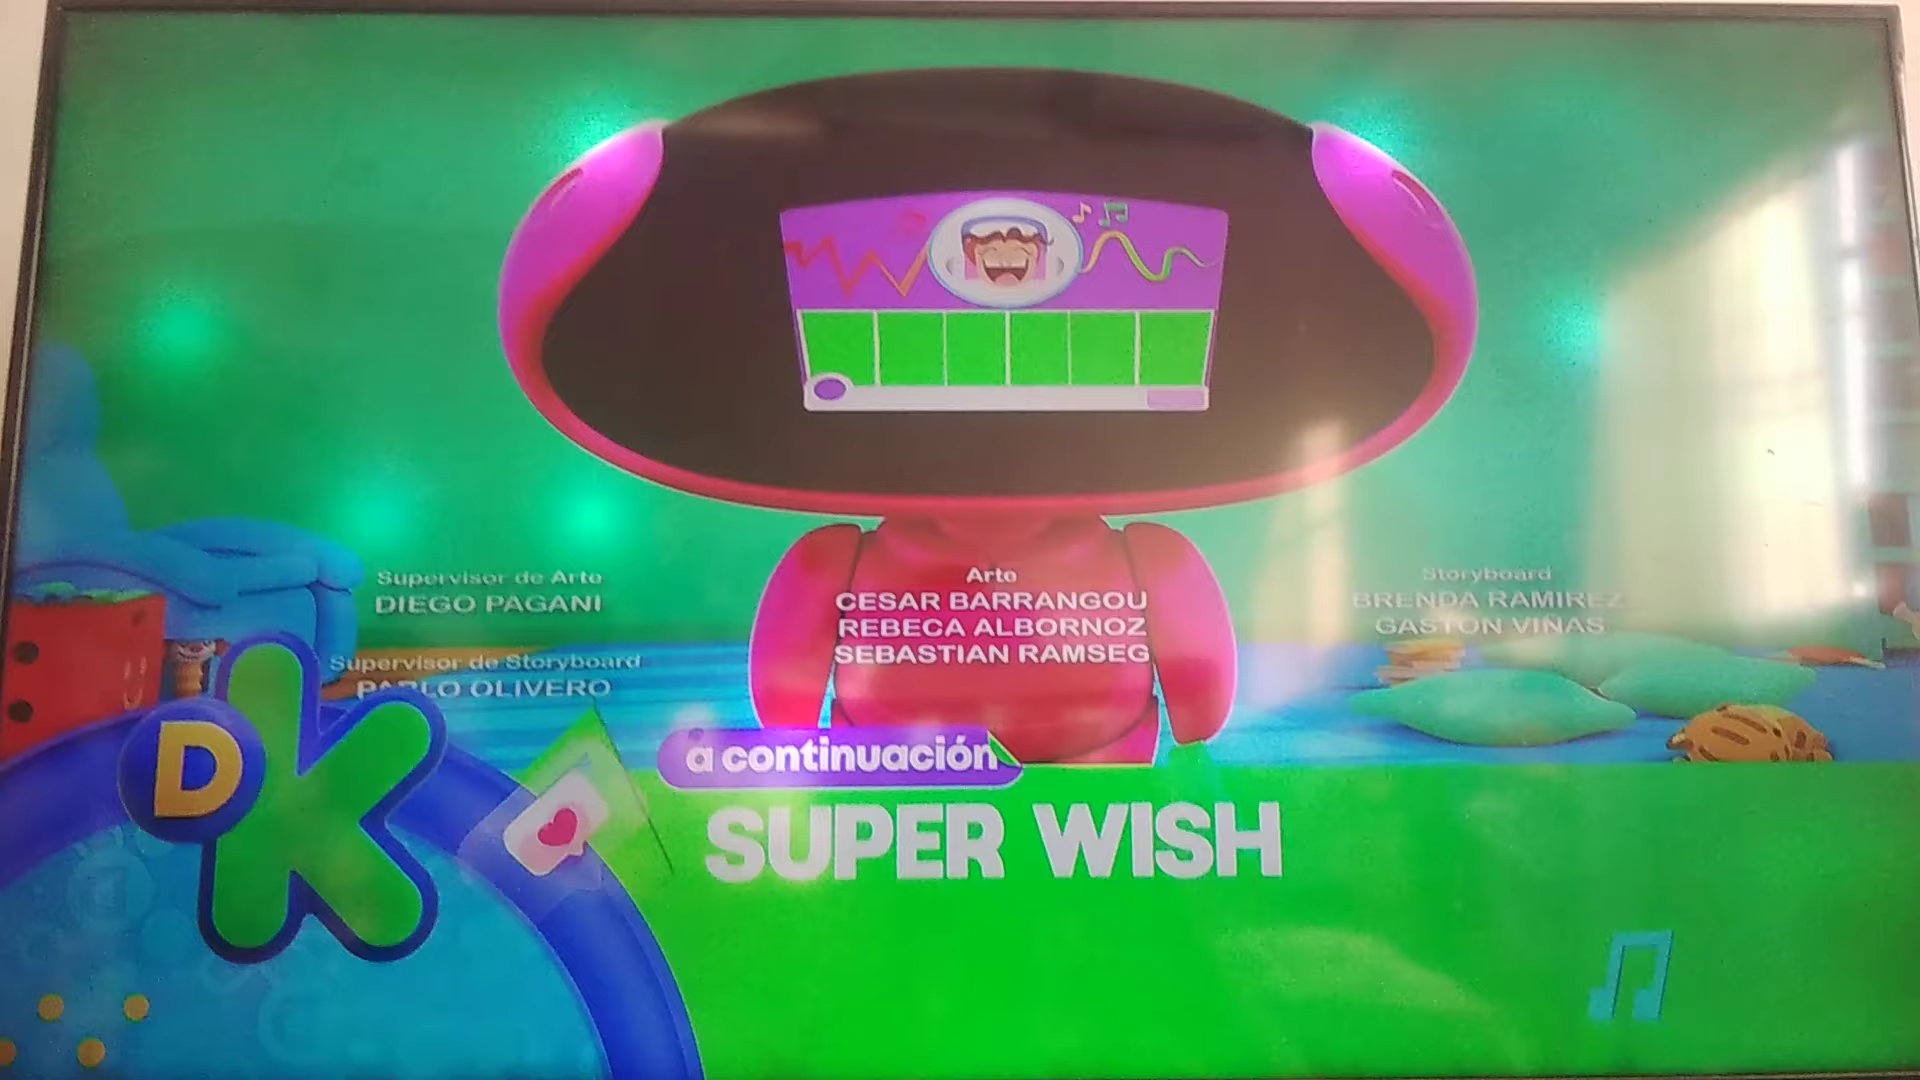 Supervisor de Arte
DIEGO PAGANI
Supervisor de Storyboard
PABLO OLIVERO
Arte
CESAR BARRANGOU
REBECA ALBORNOZ
SEBASTIAN RAMSEG
Storyboard
BRENDA RAMIREZ
GASTON VIÑAS
DK
a continuación
SUPER WISH